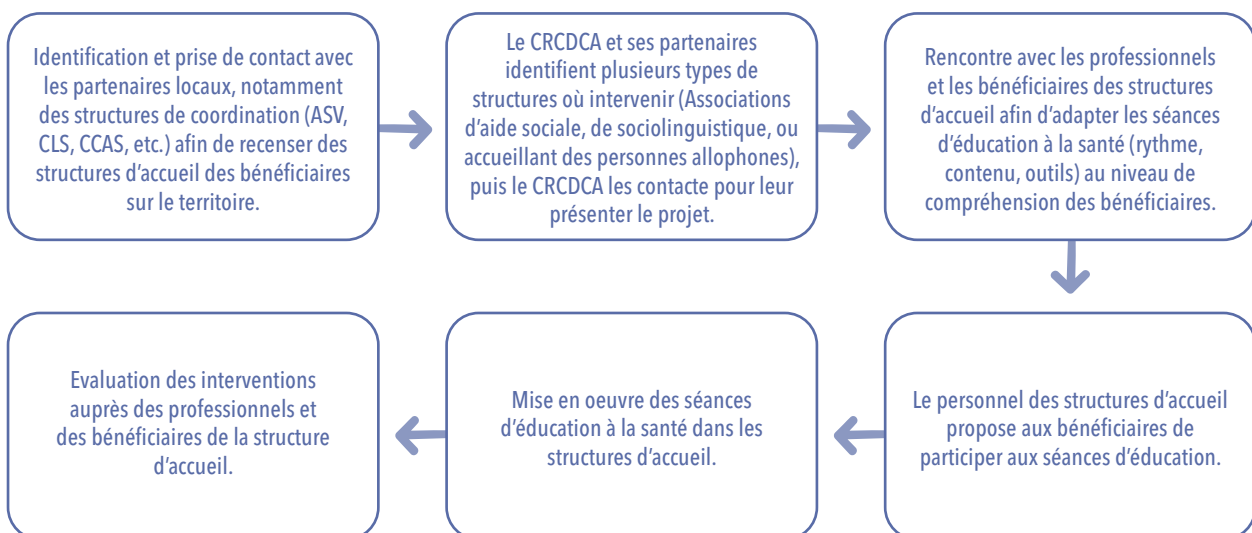 Identification et prise de contact avec
les partenaires locaux, notamment
des structures de coordination (ASV,
CLS, CCAS, etc.) afin de recenser des
structures d'accueil des bénéficiaires
sur le territoire.
Le CRCDCA et ses partenaires
identifient plusieurs types de
structures où intervenir (Associations
d'aide sociale, de sociolinguistique, ou
accueillant des personnes allophones),
puis le CRCDCA les contacte pour leur
présenter le projet.
Rencontre avec les professionnels
et les bénéficiaires des structures
d'accueil afin d'adapter les séances
d'éducation à la santé (rythme,
contenu, outils) au niveau de
compréhension des bénéficiaires.
Le personnel des structures d'accueil
propose aux bénéficiaires de
participer aux séances d'éducation.
Mise en oeuvre des séances
d'éducation à la santé dans les
structures d'accueil.
Evaluation des interventions
auprès des professionnels et
des bénéficiaires de la structure
d'accueil.